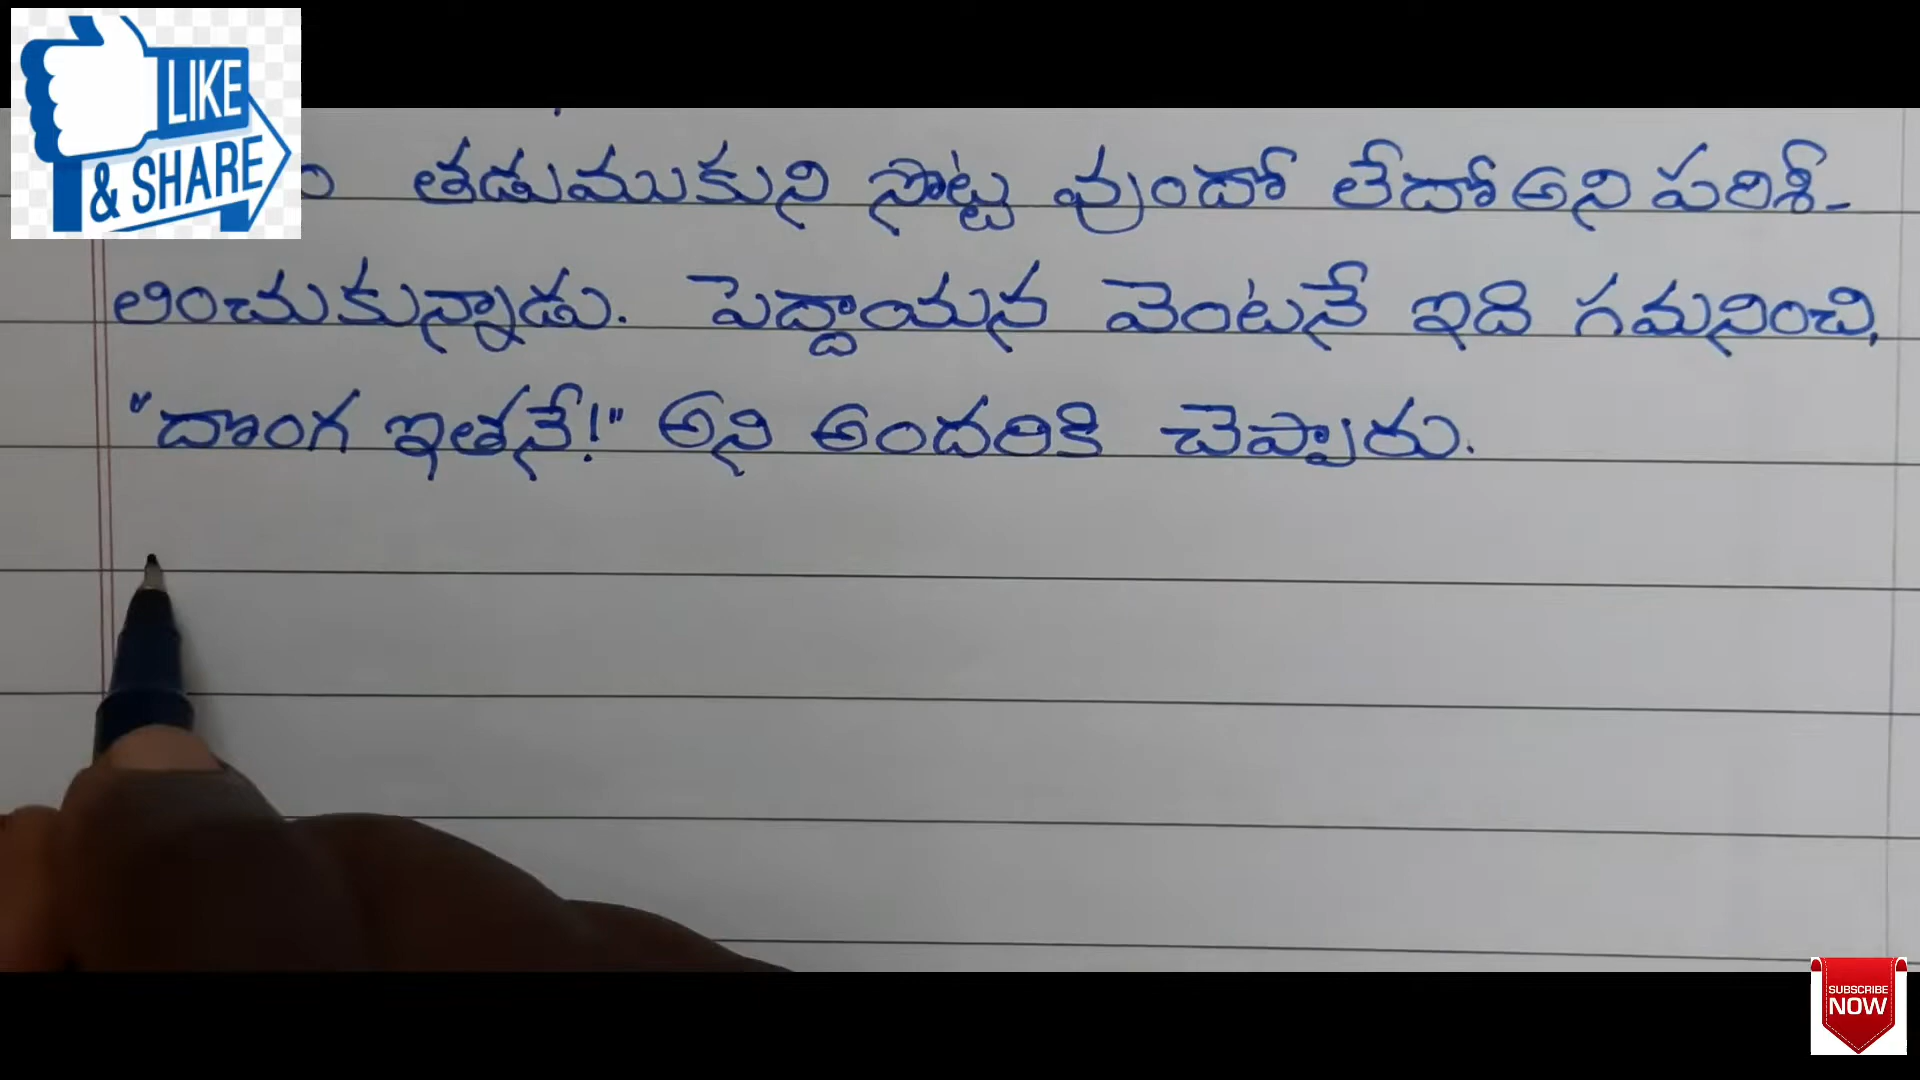 LIKE
& SHARE
తడుముకుని సొట్ట వుందో లేదో అని పరిశీ-
లించుకున్నాడు. పెద్దాయన వెంటనే ఇది గమనించి,
"దొంగ ఇతనే!" అని అందరికి చెప్పారు.
SUBSCRIBE
NOW